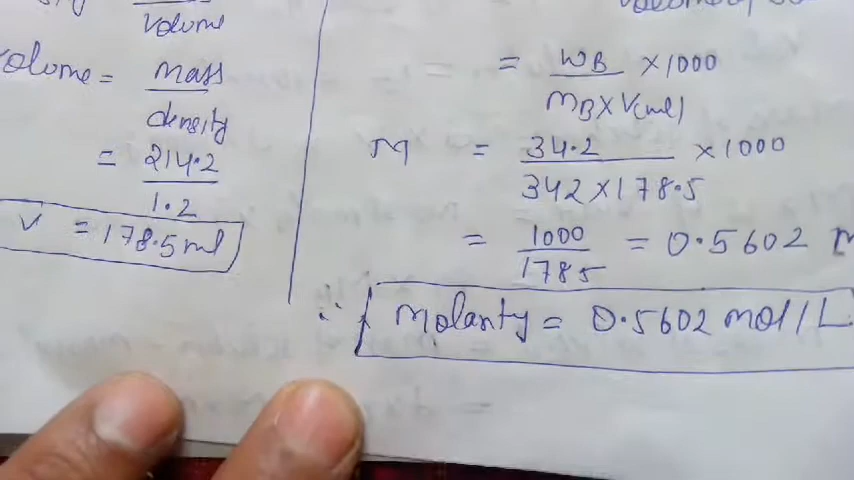 Volume
Volume = mass
density
= 214.2
1.2
V = 178.5 ml
= WB × 1000
MB × V(ml)
M = 34.2 × 1000
342 × 178.5
= 1000 = 0.5602 M
1785
∴ Molarity = 0.5602 mol/L